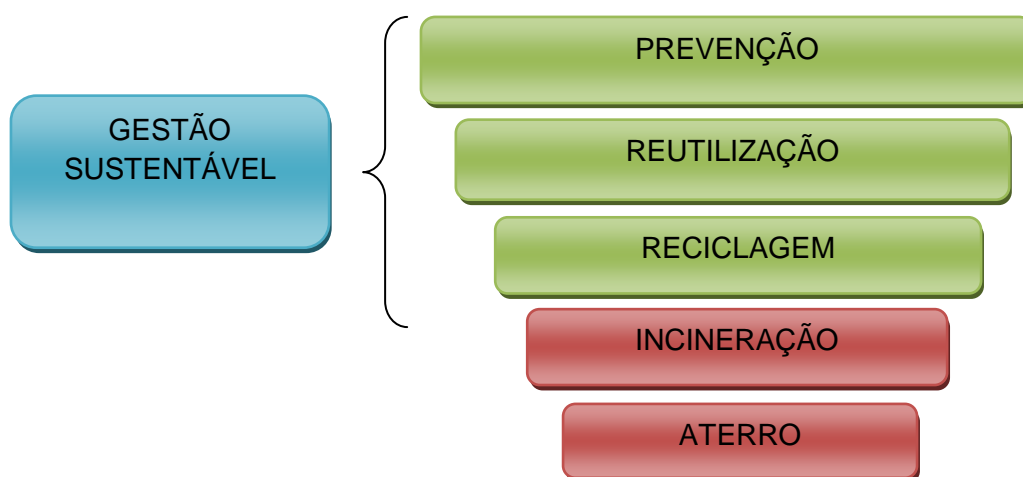 GESTÃO
SUSTENTÁVEL
PREVENÇÃO
REUTILIZAÇÃO
RECICLAGEM
INCINERAÇÃO
ATERRO